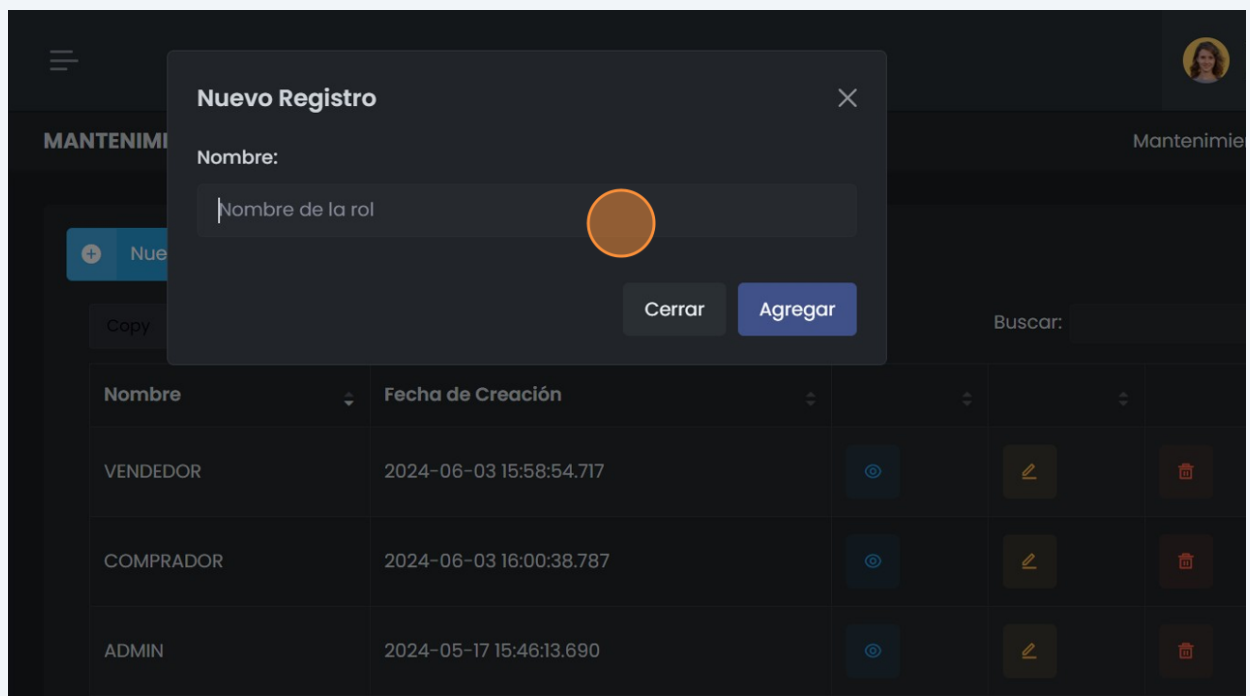 Nuevo Registro
MANTENIMI
Mantenimie
Nombre:
Nombre de la rol
Nue
Cerrar
Agregar
Copy
Buscar:
Nombre
Fecha de Creación
VENDEDOR
2024-06-03 15:58:54.717
COMPRADOR
2024-06-03 16:00:38.787
ADMIN
2024-05-17 15:46:13.690